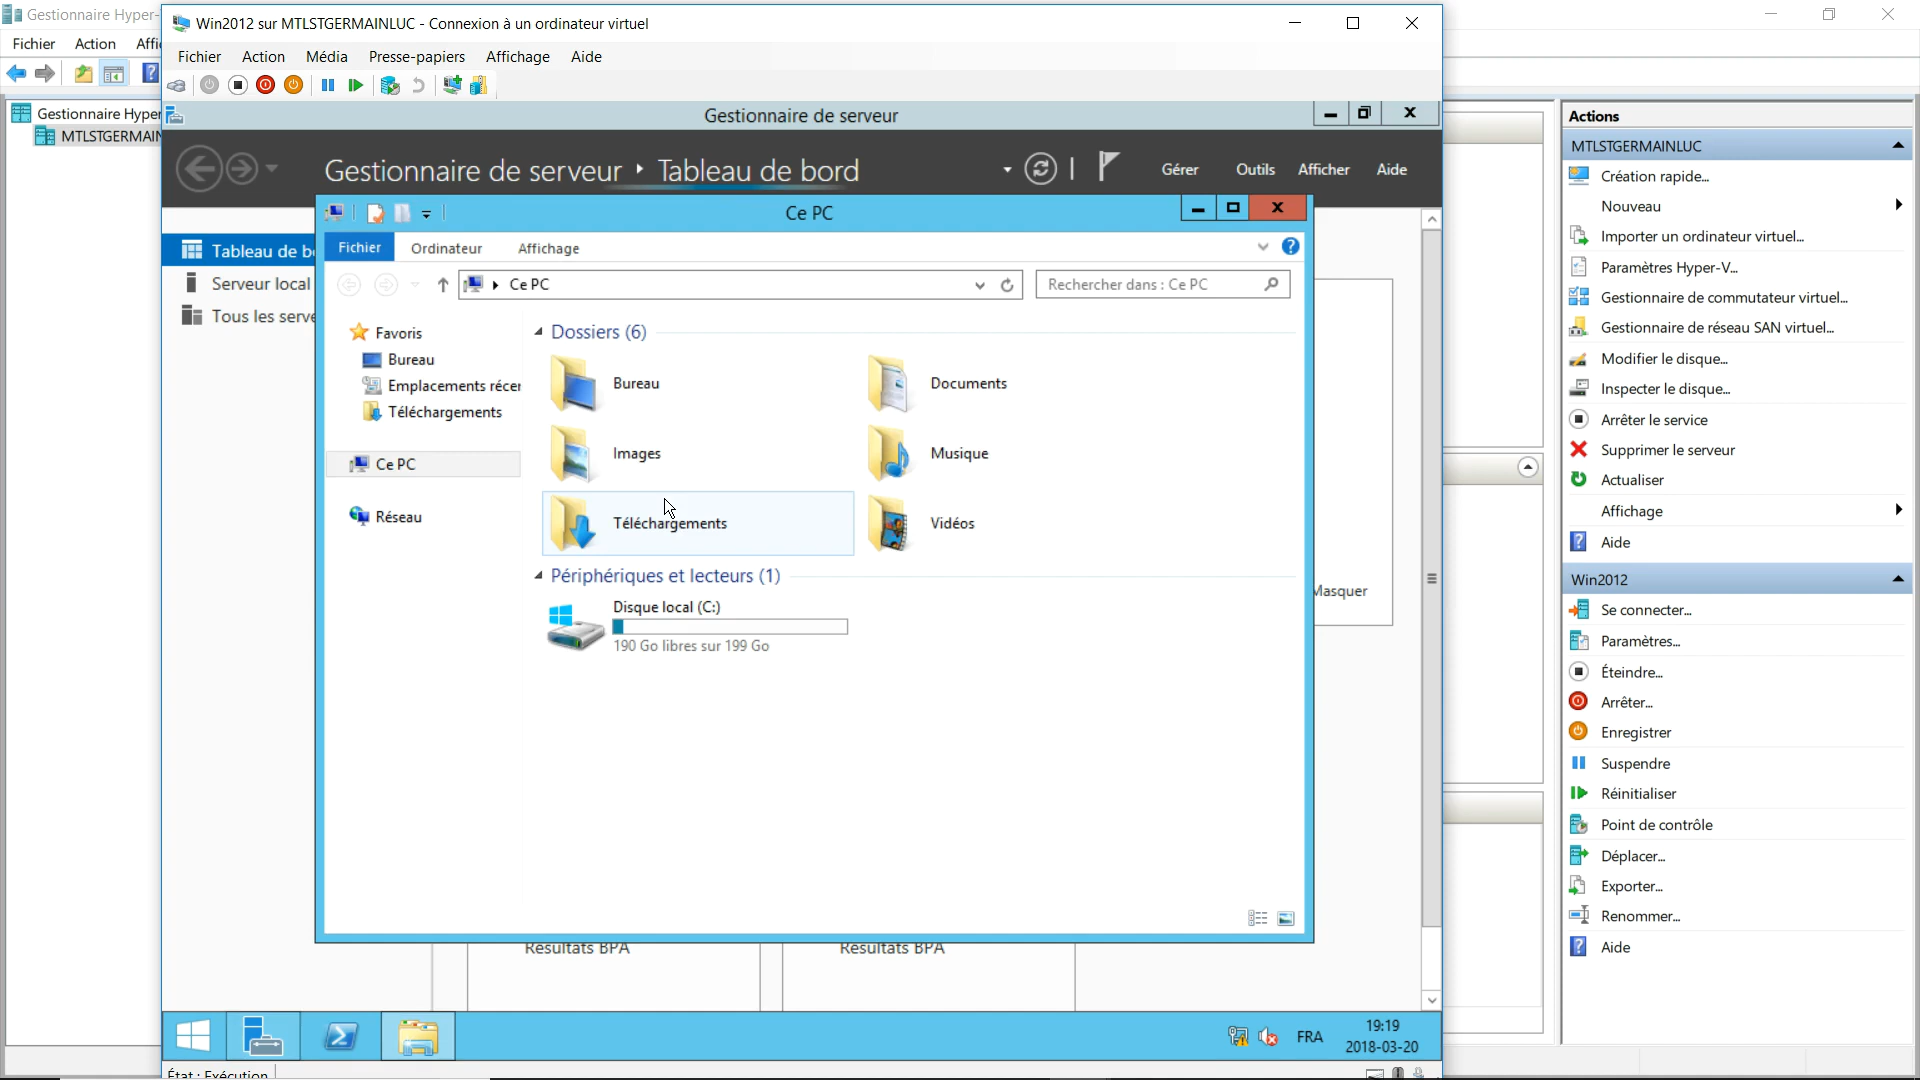 Gestionnaire Hyper-
Fichier Action Affi
Gestionnaire Hyper
MTLSTGERMAIN
Win2012 sur MTLSTGERMAINLUC - Connexion à un ordinateur virtuel
Fichier Action Média Presse-papiers Affichage Aide
Gestionnaire de serveur
Gestionnaire de serveur Tableau de bord
Gérer Outils Afficher Aide
Tableau de bo
Serveur local
Tous les serve
Ce PC
Fichier Ordinateur Affichage
Ce PC
Rechercher dans : Ce PC
Favoris
Bureau
Emplacements récen
Téléchargements
Ce PC
Réseau
Dossiers (6)
Bureau Documents
Images Musique
Téléchargements Vidéos
Périphériques et lecteurs (1)
Disque local (C:)
190 Go libres sur 199 Go
Masquer
Résultats BPA Résultats BPA
FRA
19:19
2018-03-20
État : Exécution
Actions
MTLSTGERMAINLUC
Création rapide...
Nouveau
Importer un ordinateur virtuel...
Paramètres Hyper-V...
Gestionnaire de commutateur virtuel...
Gestionnaire de réseau SAN virtuel...
Modifier le disque...
Inspecter le disque...
Arrêter le service
Supprimer le serveur
Actualiser
Affichage
Aide
Win2012
Se connecter...
Paramètres...
Éteindre...
Arrêter...
Enregistrer
Suspendre
Réinitialiser
Point de contrôle
Déplacer...
Exporter...
Renommer...
Aide